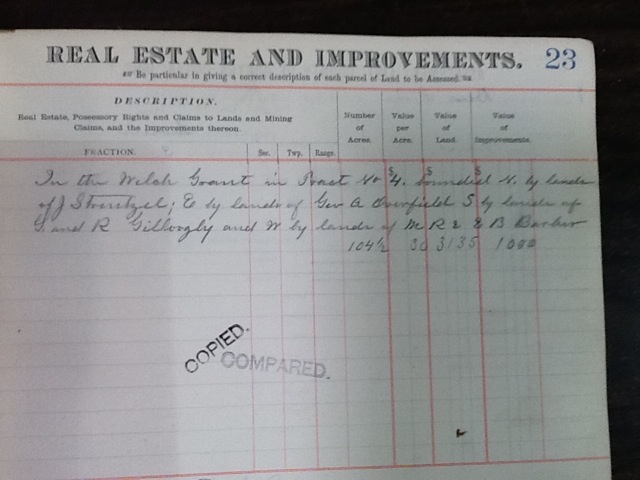 REAL ESTATE AND IMPROVEMENTS. 23
Be particular in giving a correct description of each parcel of Land to be Assessed.
DESCRIPTION.
Real Estate, Possessory Rights and Claims to Lands and Mining
Claims, and the Improvements thereon.
Number of Acres.
Value per Acre.
Value of Land.
Value of Improvements.
FRACTION. Sec. Twp. Range.
$ $ $
In the Welch Grant in Tract No 4. bounded N. by lands
of J Stroetzel; E by lands of Geo A Overfield S by lands of
and R Gilloogly and W by lands of M R E & B Barker
104½ 30 3135 1000
COPIED.
COMPARED.